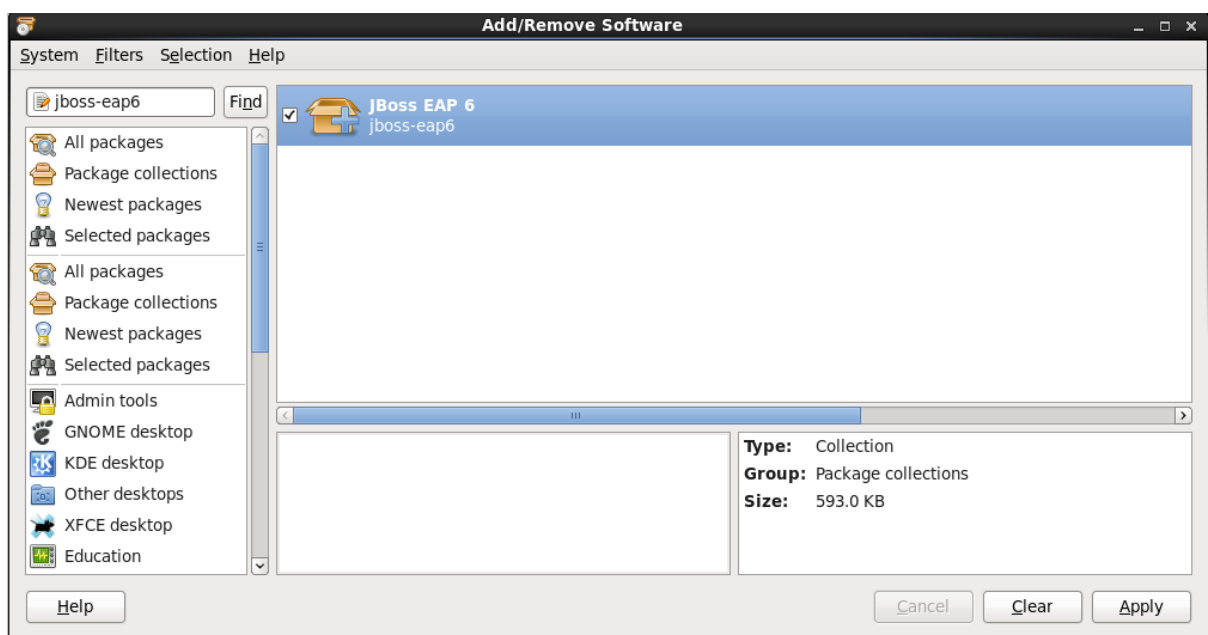 Add/Remove Software
System Filters Selection Help
jboss-eap6
Find
All packages
Package collections
Newest packages
Selected packages
All packages
Package collections
Newest packages
Selected packages
Admin tools
GNOME desktop
KDE desktop
Other desktops
XFCE desktop
Education
JBoss EAP 6
jboss-eap6
Type: Collection
Group: Package collections
Size: 593.0 KB
Help
Cancel
Clear
Apply